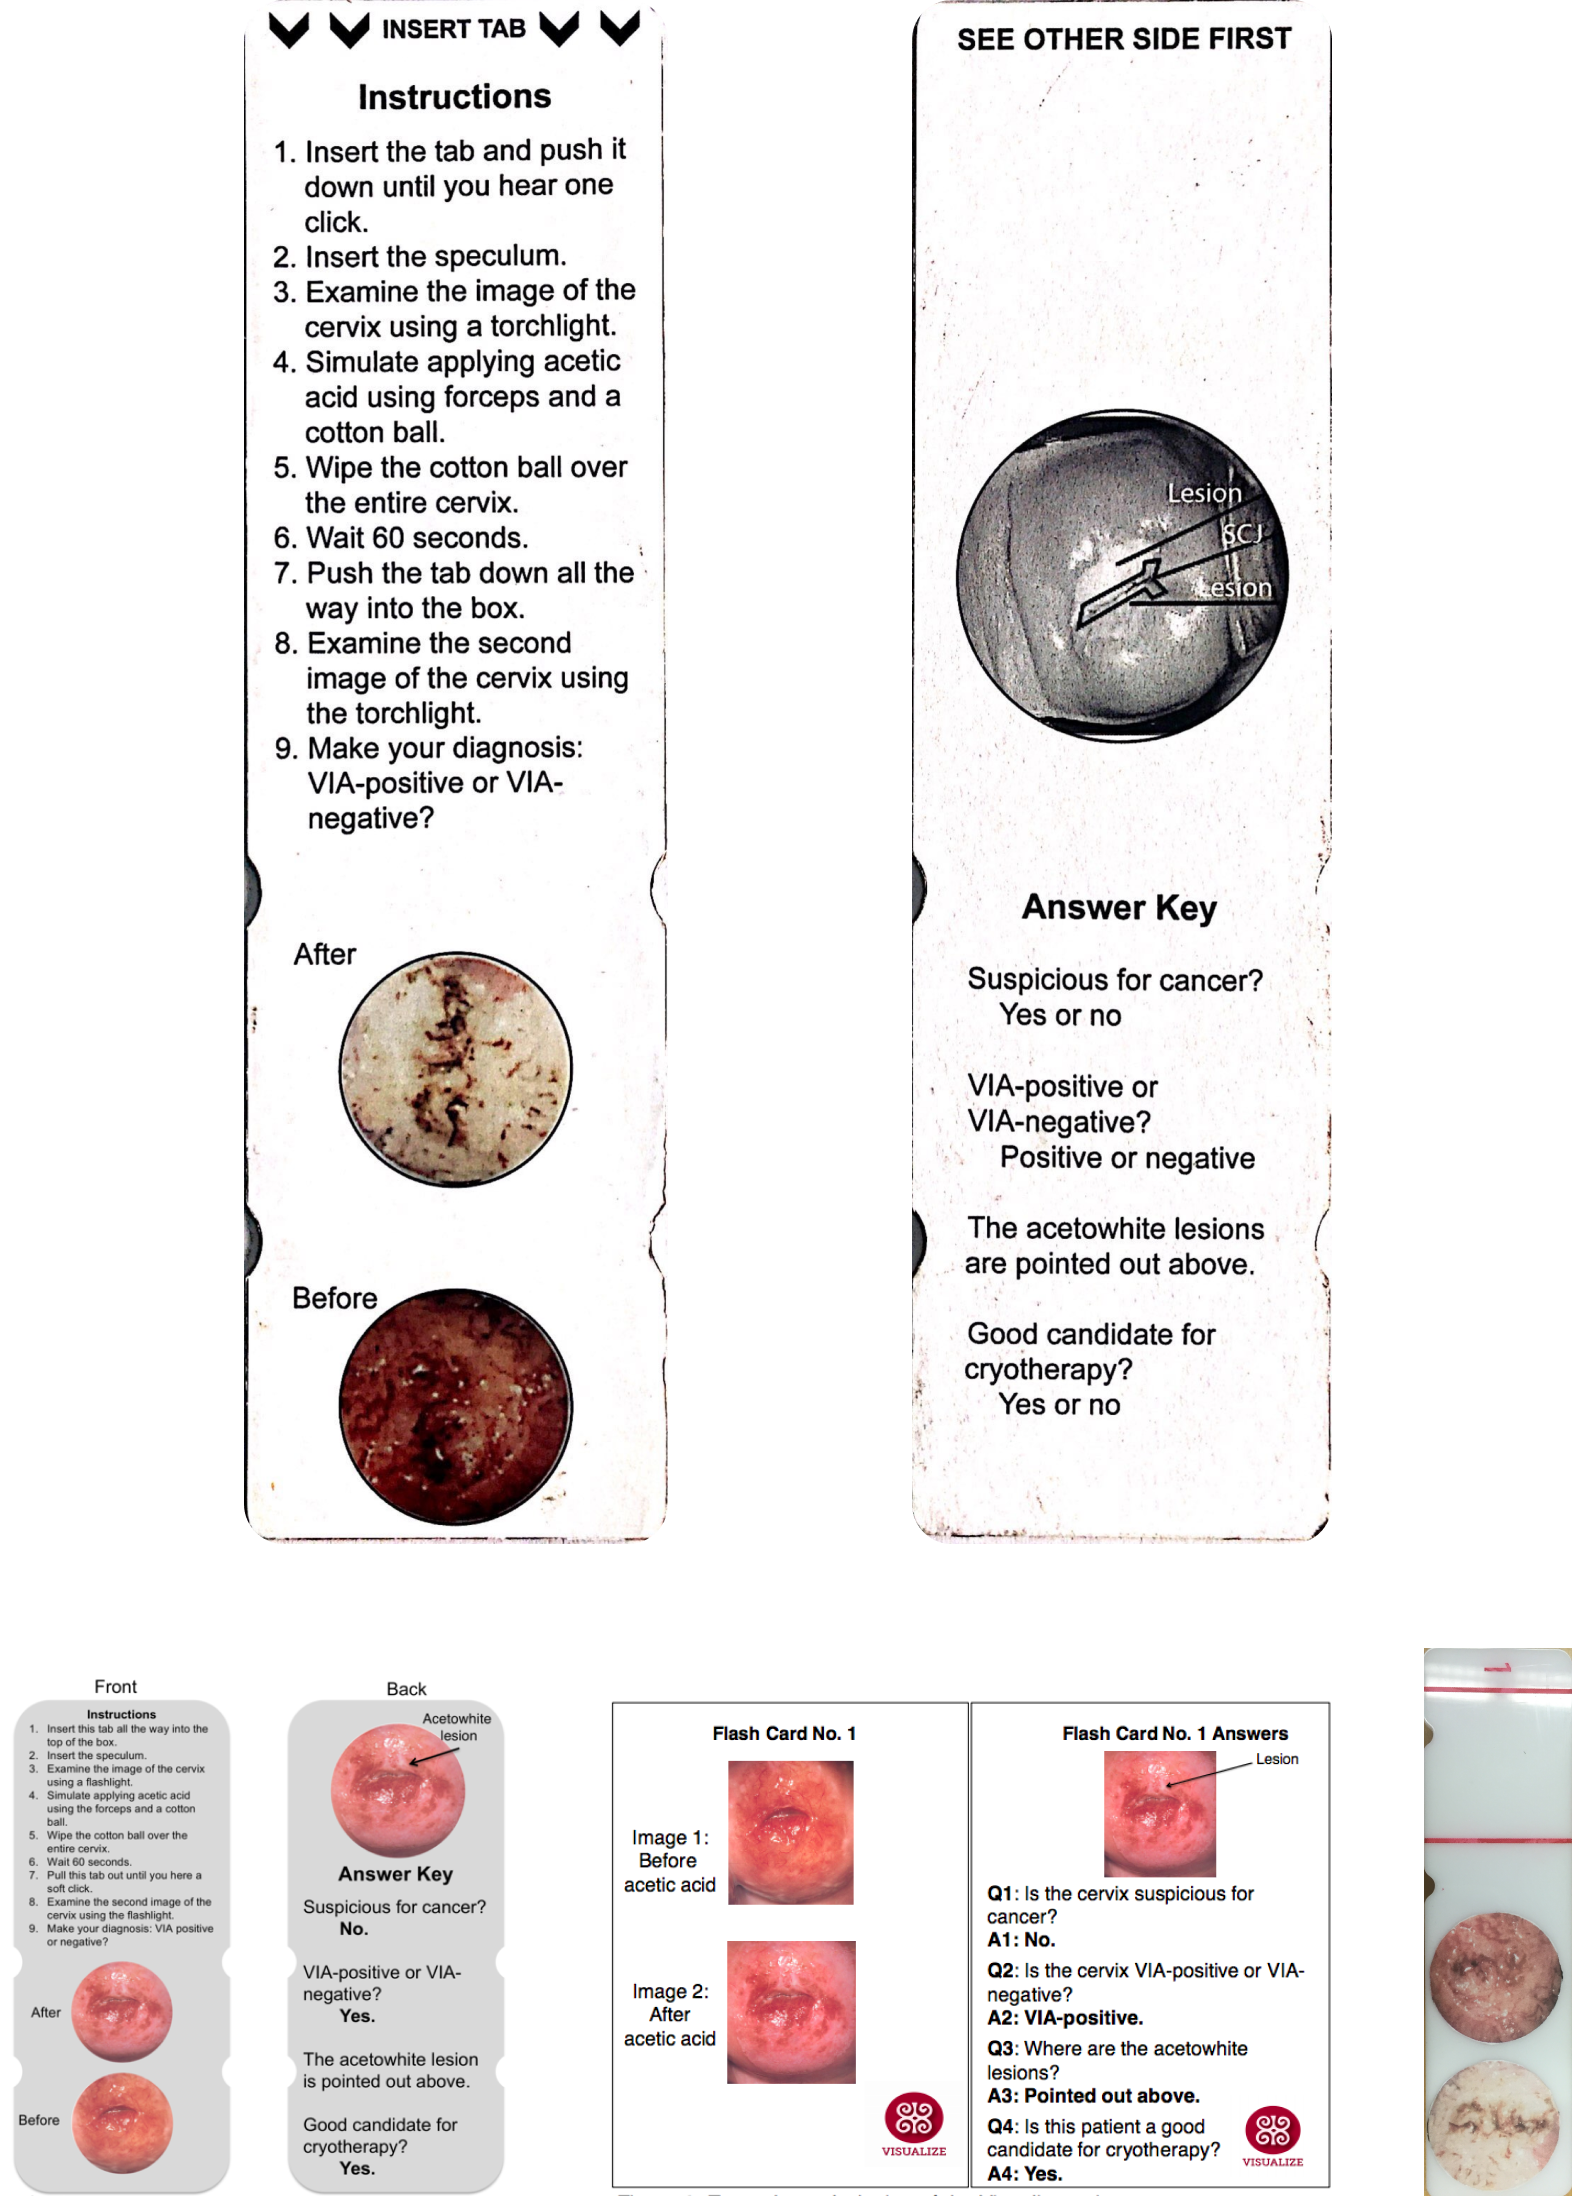 INSERT TAB
Instructions
1. Insert the tab and push it
down until you hear one
click.
2. Insert the speculum.
3. Examine the image of the
cervix using a torchlight.
4. Simulate applying acetic
acid using forceps and a
cotton ball.
5. Wipe the cotton ball over
the entire cervix.
6. Wait 60 seconds.
7. Push the tab down all the
way into the box.
8. Examine the second
image of the cervix using
the torchlight.
9. Make your diagnosis:
VIA-positive or VIA-
negative?
After
Before
SEE OTHER SIDE FIRST
Lesion
SCJ
Lesion
Answer Key
Suspicious for cancer?
Yes or no
VIA-positive or
VIA-negative?
Positive or negative
The acetowhite lesions
are pointed out above.
Good candidate for
cryotherapy?
Yes or no
Front
Instructions
1. Insert this tab all the way into the
top of the box.
2. Insert the speculum.
3. Examine the image of the cervix
using a flashlight.
4. Simulate applying acetic acid
using the forceps and a cotton
ball.
5. Wipe the cotton ball over the
entire cervix.
6. Wait 60 seconds.
7. Pull this tab out until you here a
soft click.
8. Examine the second image of the
cervix using the flashlight.
9. Make your diagnosis: VIA positive
or negative?
After
Before
Back
Acetowhite
lesion
Answer Key
Suspicious for cancer?
No.
VIA-positive or VIA-
negative?
Yes.
The acetowhite lesion
is pointed out above.
Good candidate for
cryotherapy?
Yes.
Flash Card No. 1
Image 1:
Before
acetic acid
Image 2:
After
acetic acid
VISUALIZE
Flash Card No. 1 Answers
Lesion
Q1: Is the cervix suspicious for
cancer?
A1: No.
Q2: Is the cervix VIA-positive or VIA-
negative?
A2: VIA-positive.
Q3: Where are the acetowhite
lesions?
A3: Pointed out above.
Q4: Is this patient a good
candidate for cryotherapy?
A4: Yes.
VISUALIZE